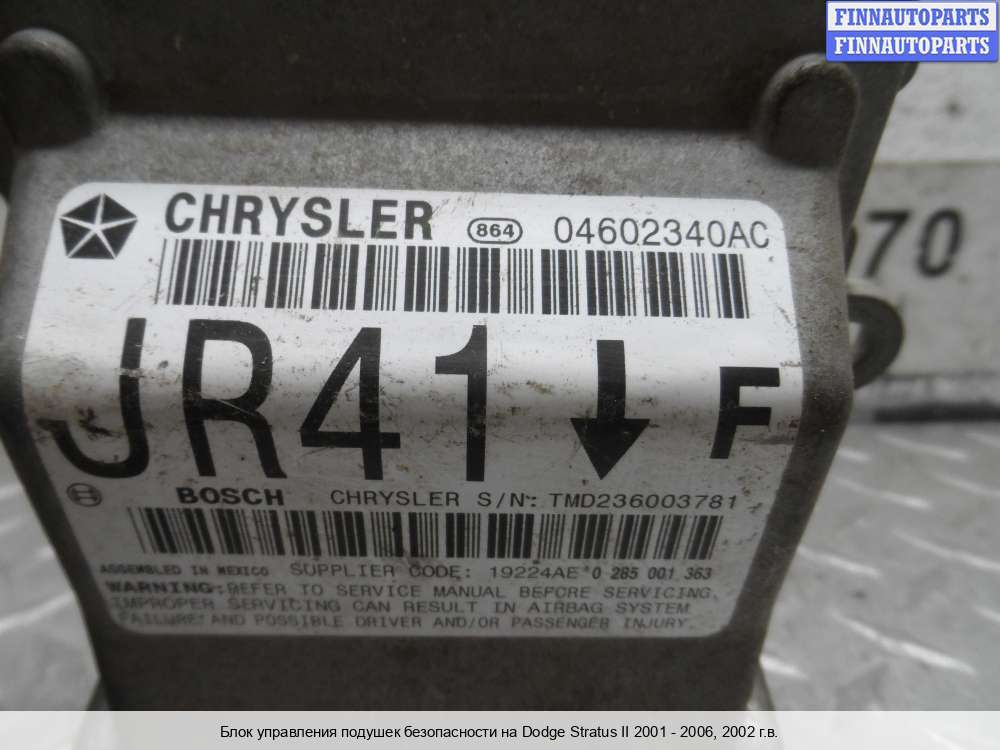 FINNAUTOPARTS
FINNAUTOPARTS
CHRYSLER 864 04602340AC
070
JR41 F
BOSCH CHRYSLER S/N: TMD236003781
ASSEMBLED IN MEXICO SUPPLIER CODE: 19224AE 0 285 001 363
WARNING: REFER TO SERVICE MANUAL BEFORE SERVICING.
IMPROPER SERVICING CAN RESULT IN AIRBAG SYSTEM
FAILURE AND POSSIBLE DRIVER AND/OR PASSENGER INJURY.
Блок управления подушек безопасности на Dodge Stratus II 2001 - 2006, 2002 г.в.